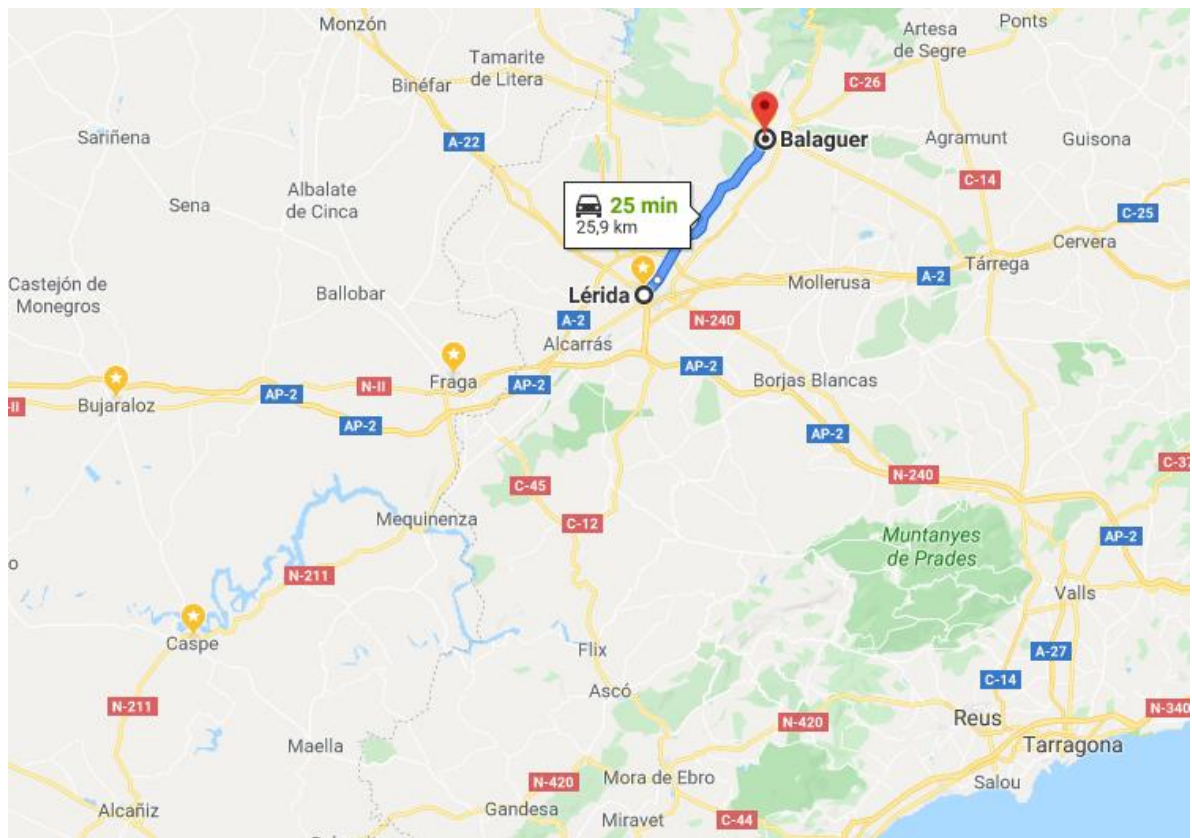 Monzón
Artesa
de Segre
Ponts
Tamarite
de Litera
Binéfar
C-26
Sariñena
A-22
Balaguer
Agramunt
Guisona
C-14
Albalate
de Cinca
Sena
25 min
25,9 km
C-25
Cervera
Tárrega
Castejón de
Monegros
Ballobar
Lérida
Mollerusa
A-2
A-2
N-240
Alcarrás
Fraga
N-II
AP-2
AP-2
AP-2
Borjas Blancas
Bujaraloz
-II
AP-2
AP-2
N-240
C-37
C-45
Mequinenza
C-12
Muntanyes
de Prades
AP-2
o
N-211
Valls
Caspe
Flix
A-27
C-14
Ascó
N-211
N-420
N-340
Reus
Maella
Tarragona
N-420
Mora de Ebro
Salou
Alcañiz
Gandesa
Miravet
C-44